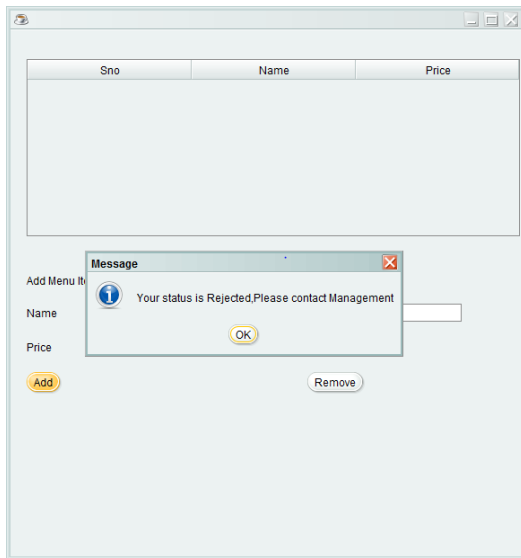 Sno Name Price
Message
Your status is Rejected,Please contact Management
OK
Add Menu It
Name
Price
Add Remove